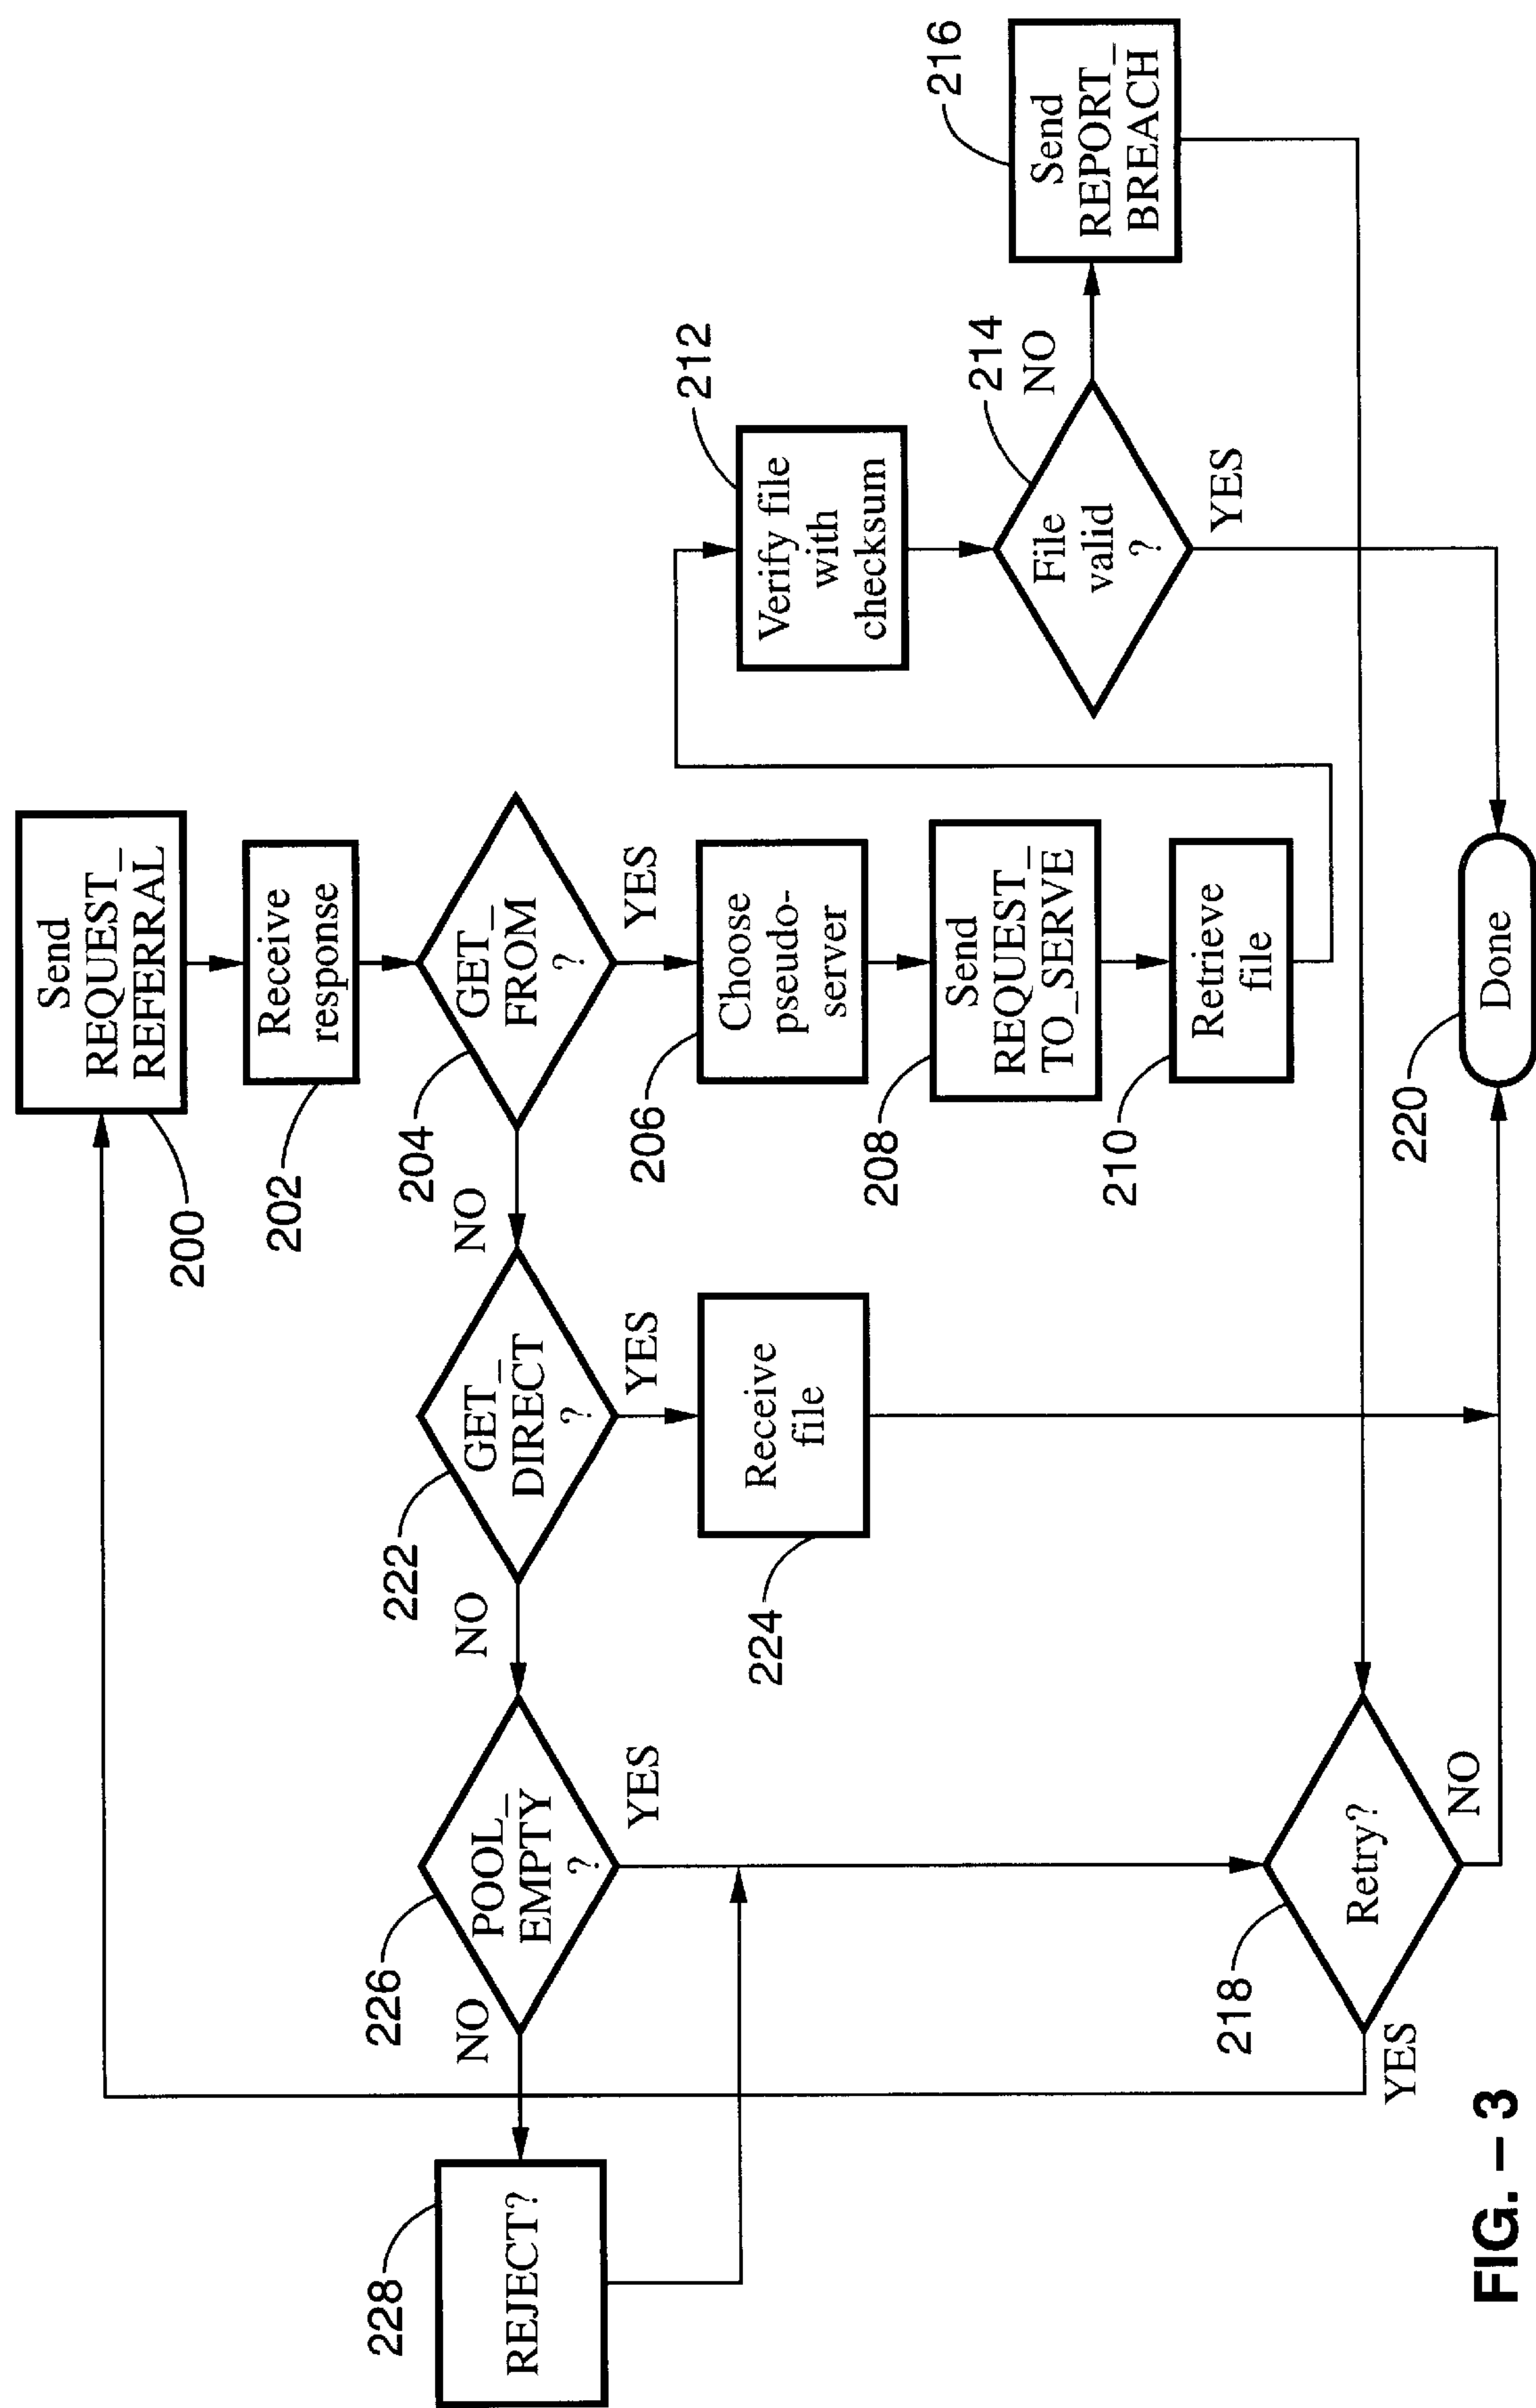 Send
REQUEST_
REFERRAL
200
Receive
response
202
GET_
FROM
?
204
YES
NO
Choose
pseudo-
server
206
Send
REQUEST_
TO_SERVE
208
Retrieve
file
210
Verify file
with
checksum
212
File
valid
?
214
NO
YES
Send
REPORT_
BREACH
216
GET_
DIRECT
?
222
YES
NO
Receive
file
224
POOL_
EMPTY
?
226
YES
NO
REJECT?
228
Retry?
218
YES
NO
Done
220
FIG. – 3